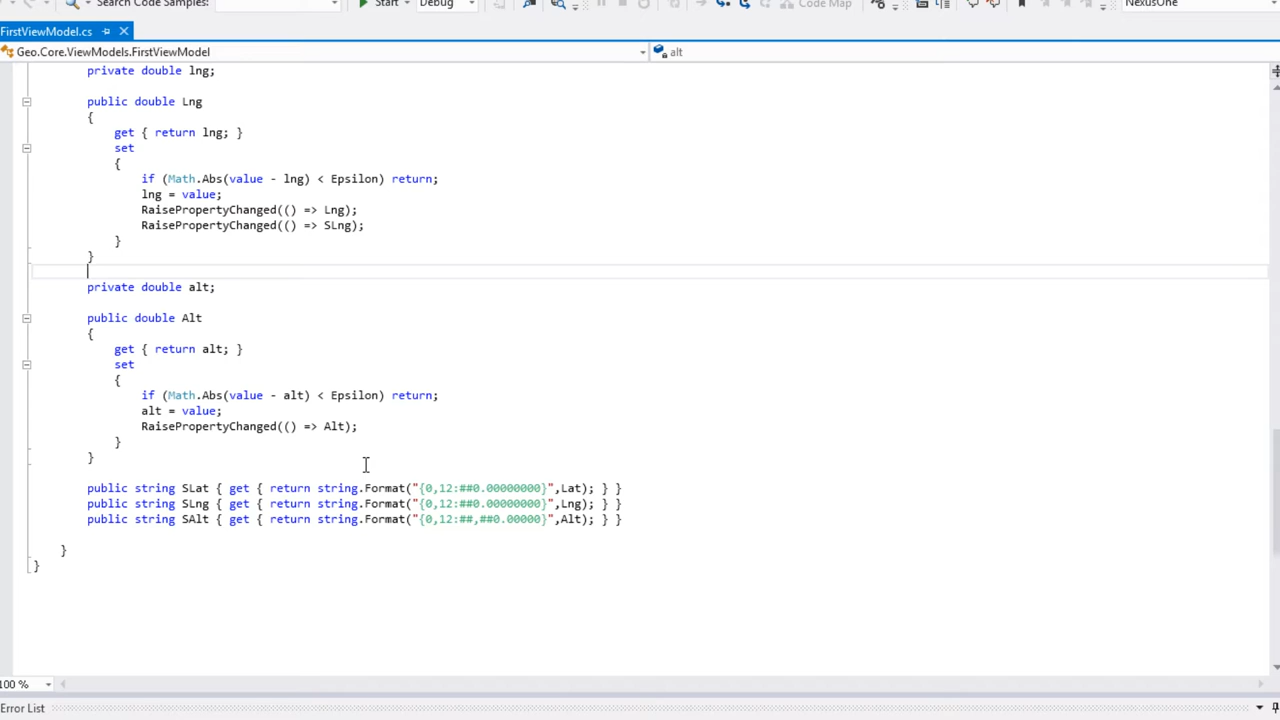 Search Code Samples:
Start
Debug
Code Map
NexusOne
FirstViewModel.cs
Geo.Core.ViewModels.FirstViewModel
alt
private double lng;
public double Lng
{
get { return lng; }
set
{
if (Math.Abs(value - lng) < Epsilon) return;
lng = value;
RaisePropertyChanged(() => Lng);
RaisePropertyChanged(() => SLng);
}
}
private double alt;
public double Alt
{
get { return alt; }
set
{
if (Math.Abs(value - alt) < Epsilon) return;
alt = value;
RaisePropertyChanged(() => Alt);
}
}
public string SLat { get { return string.Format("{0,12:##0.00000000}",Lat); } }
public string SLng { get { return string.Format("{0,12:##0.00000000}",Lng); } }
public string SAlt { get { return string.Format("{0,12:##,##0.00000}",Alt); } }
}
}
100 %
Error List